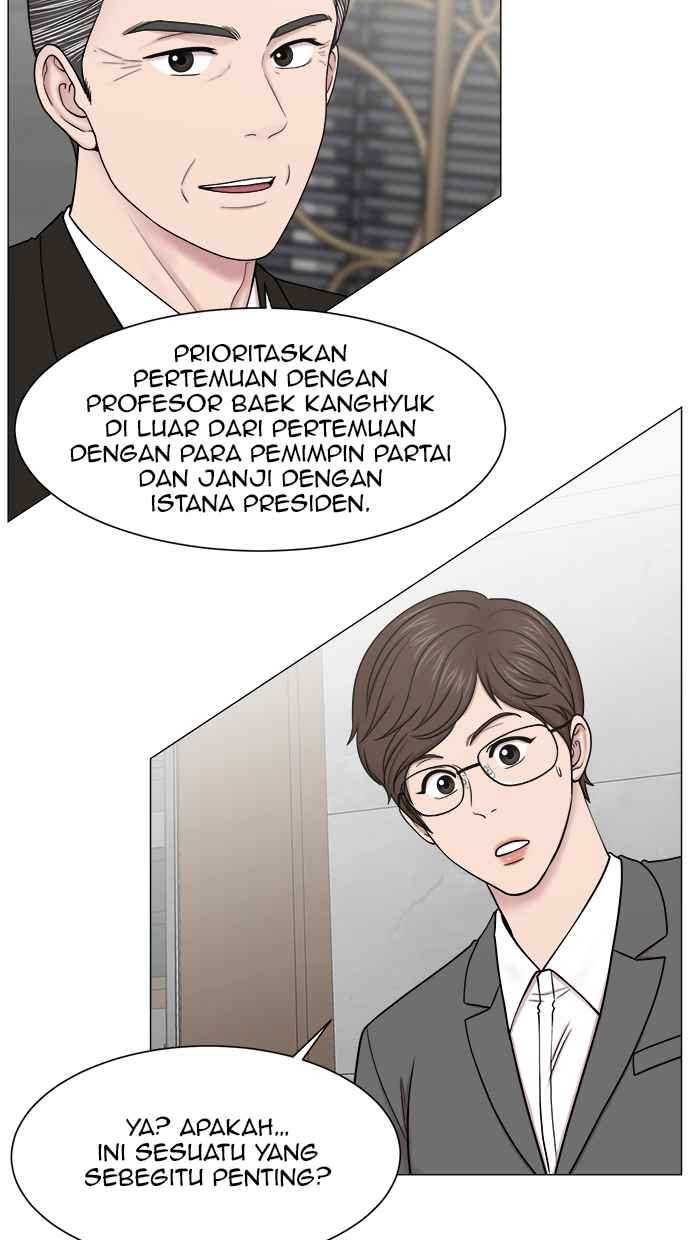 PRIORITASKAN
PERTEMUAN DENGAN
PROFESOR BAEK KANGHYUK
DI LUAR DARI PERTEMUAN
DENGAN PARA PEMIMPIN PARTAI
DAN JANJI DENGAN
ISTANA PRESIDEN.
YA? APAKAH...
INI SESUATU YANG
SEBEGITU PENTING?